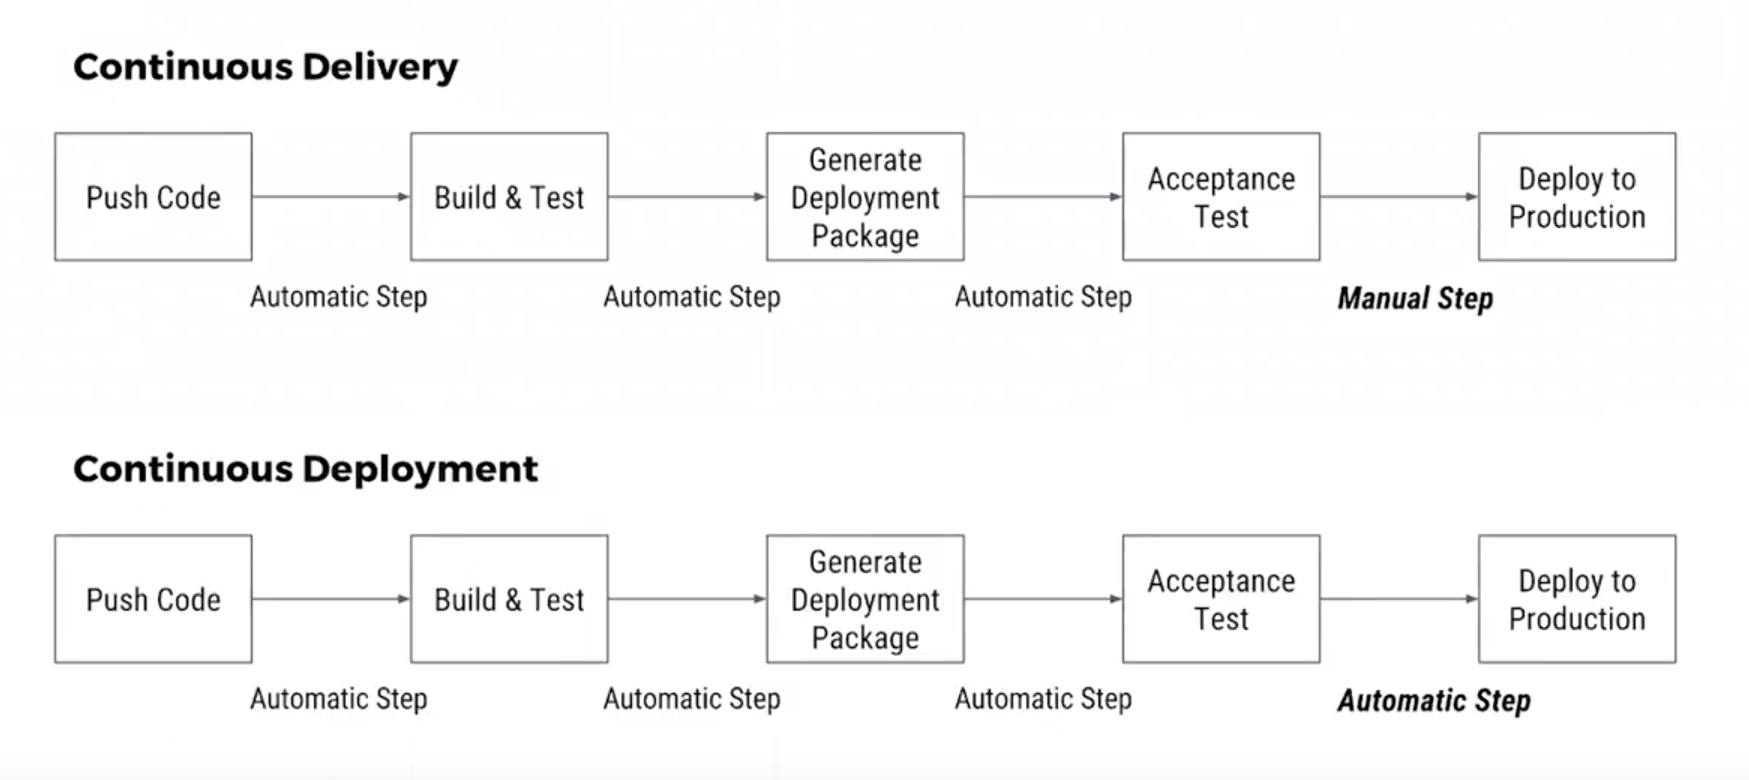 Continuous Delivery
Push Code
Build & Test
Generate
Deployment
Package
Acceptance
Test
Deploy to
Production
Automatic Step
Automatic Step
Automatic Step
Manual Step
Continuous Deployment
Push Code
Build & Test
Generate
Deployment
Package
Acceptance
Test
Deploy to
Production
Automatic Step
Automatic Step
Automatic Step
Automatic Step